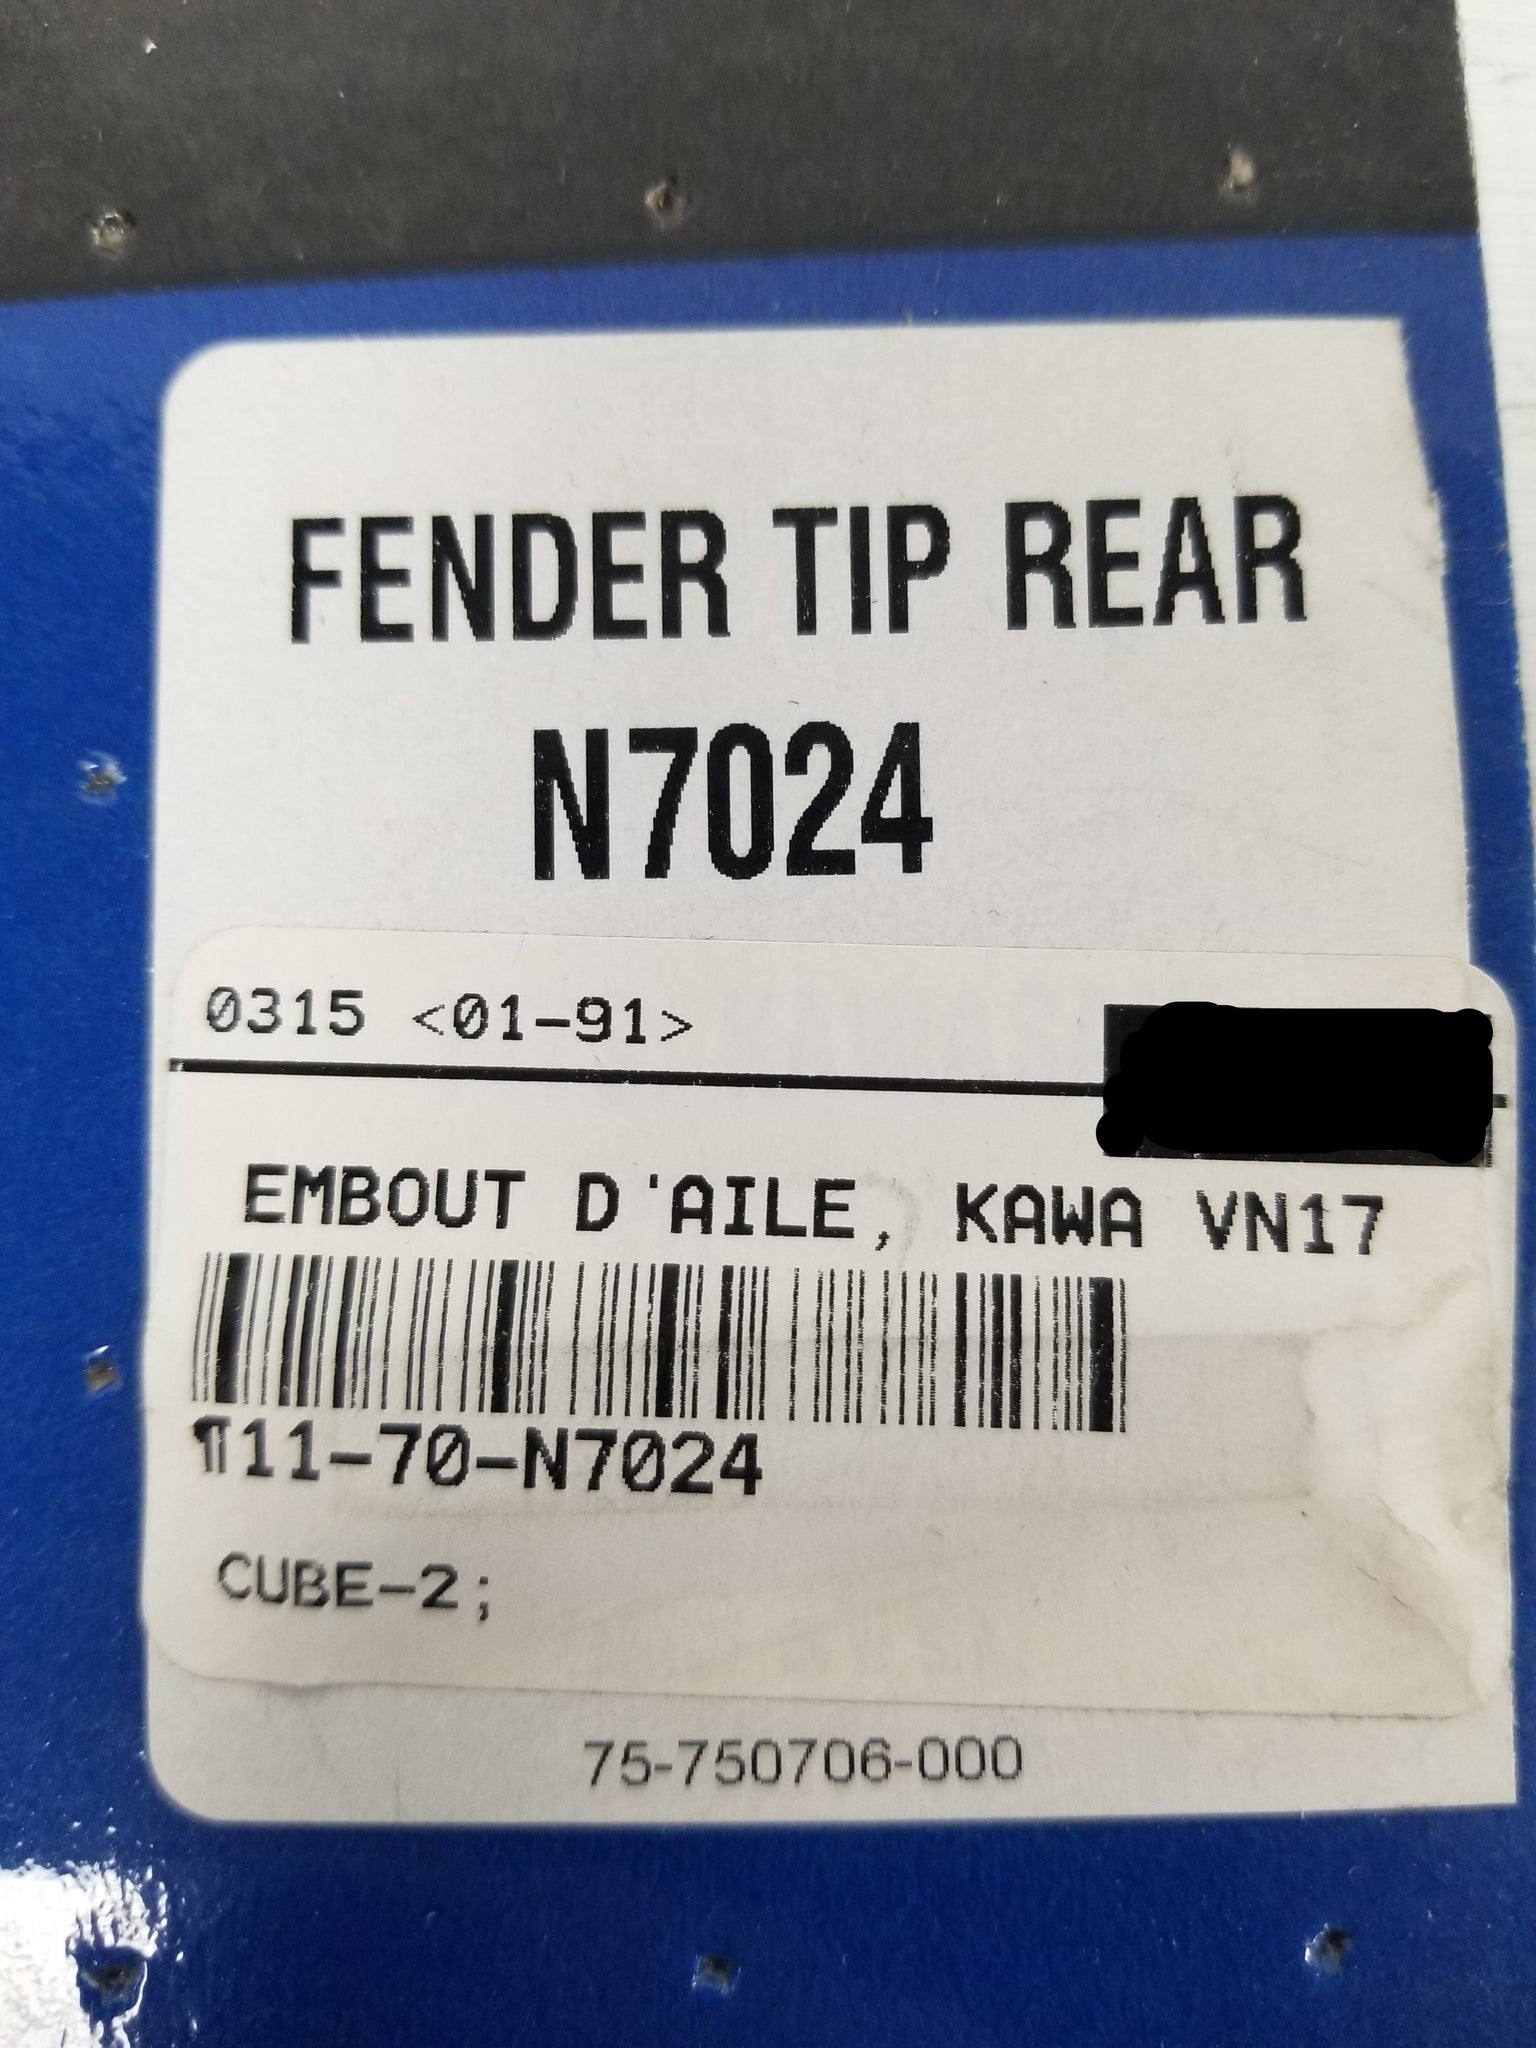 FENDER TIP REAR
N7024
0315 <01-91>
EMBOUT D'AILE, KAWA VN17
¶11-70-N7024
CUBE-2;
75-750706-000